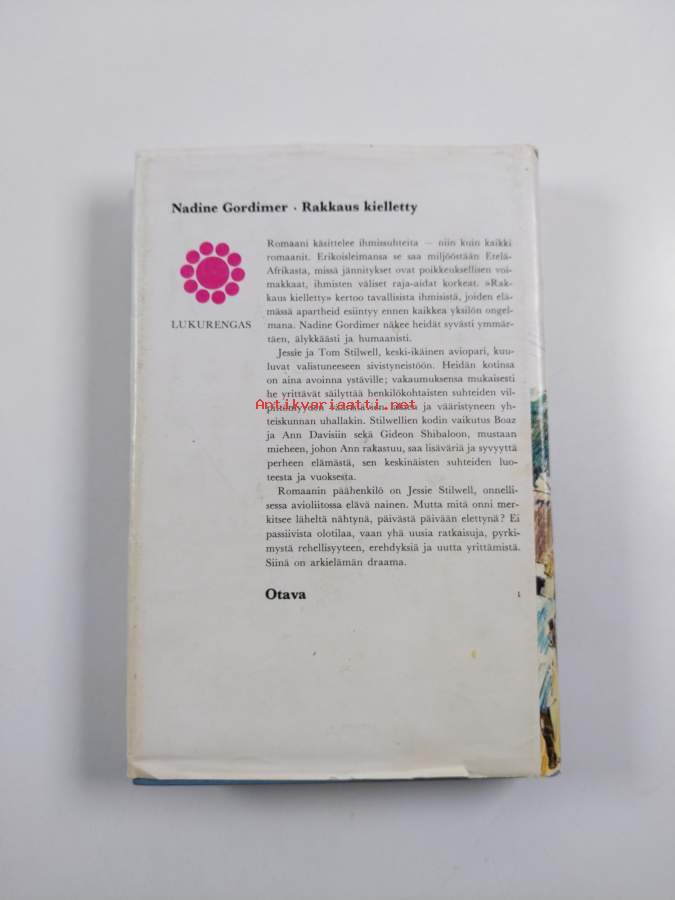 Nadine Gordimer · Rakkaus kielletty
LUKURENGAS
Romaani käsittelee ihmissuhteita — niin kuin kaikki
romaanit. Erikoisleimansa se saa miljööstään Etelä-
Afrikasta, missä jännitykset ovat poikkeuksellisen voi-
makkaat, ihmisten väliset raja-aidat korkeat. »Rak-
kaus kielletty» kertoo tavallisista ihmisistä, joiden elä-
mässä apartheid esiintyy ennen kaikkea yksilön ongel-
mana. Nadine Gordimer näkee heidät syvästi ymmär-
täen, älykkäästi ja humaanisti.
Jessie ja Tom Stilwell, keski-ikäinen aviopari, kuu-
luvat valistuneeseen sivistyneistöön. Heidän kotinsa
on aina avoinna ystäville; vakaumuksensa mukaisesti
he yrittävät säilyttää henkilökohtaisten suhteiden vil-
Antikvariaatti.net
ja vääristyneen yh-
teiskunnan uhallakin. Stilwellien kodin vaikutus Boaz
ja Ann Davisiin sekä Gideon Shibaloon, mustaan
mieheen, johon Ann rakastuu, saa lisäväriä ja syvyyttä
perheen elämästä, sen keskinäisten suhteiden luo-
teesta ja vuoksesta.
Romaanin päähenkilö on Jessie Stilwell, onnelli-
sessa avioliitossa elävä nainen. Mutta mitä onni mer-
kitsee läheltä nähtynä, päivästä päivään elettynä? Ei
passiivista olotilaa, vaan yhä uusia ratkaisuja, pyrki-
mystä rehellisyyteen, erehdyksiä ja uutta yrittämistä.
Siinä on arkielämän draama.
Otava